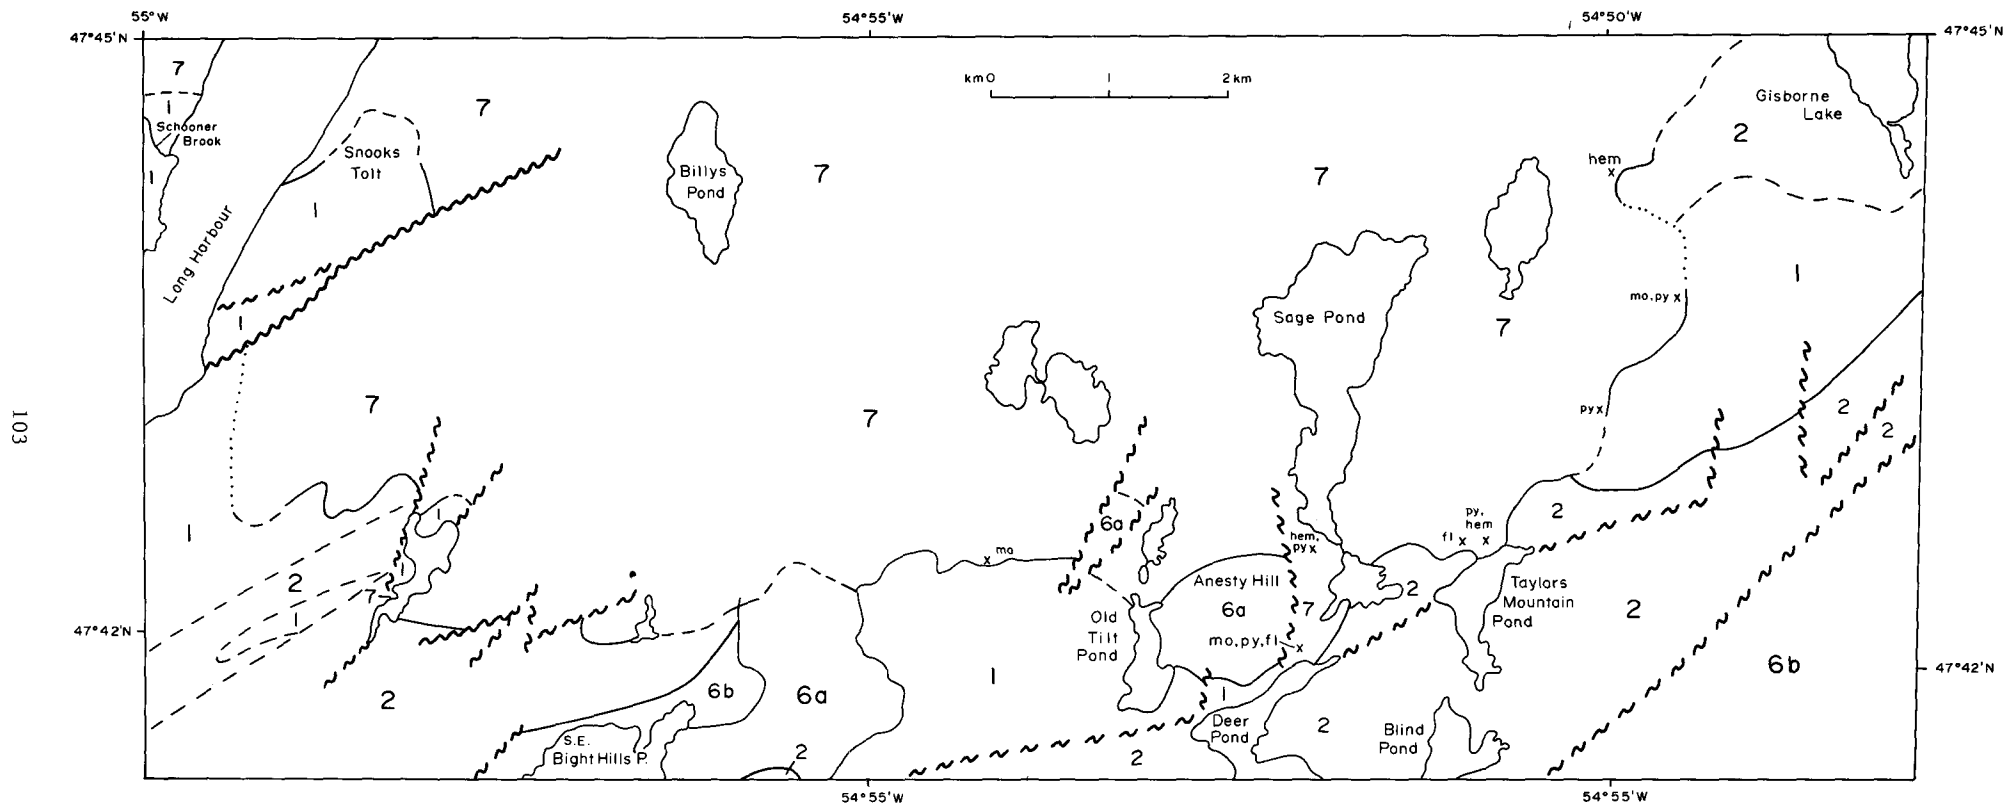 55°W
54°55'W
54°50'W
47°45'N
47°45'N
7
km 0 1 2 km
Gisborne
Lake
1
Schooner
Brook
7
2
Snooks
Tolt
hem
x
1
Billys
Pond
7
7
1
Long Harbour
1
mo, py x
Sage Pond
1
7
7
7
py x
2
2
103
1
6a
py,
hem
fl x x
2
1
ma
x
hem,
py x
2
1
Anesty Hill
2
Taylors
Mountain
Pond
7
6a
7
2
1
Old
Tilt
Pond
47°42'N
mo, py, fl
x
6b
47°42'N
1
2
6b
6a
1
Deer
Pond
2
Blind
Pond
S.E.
Bight Hills P.
2
2
54°55'W
54°55'W